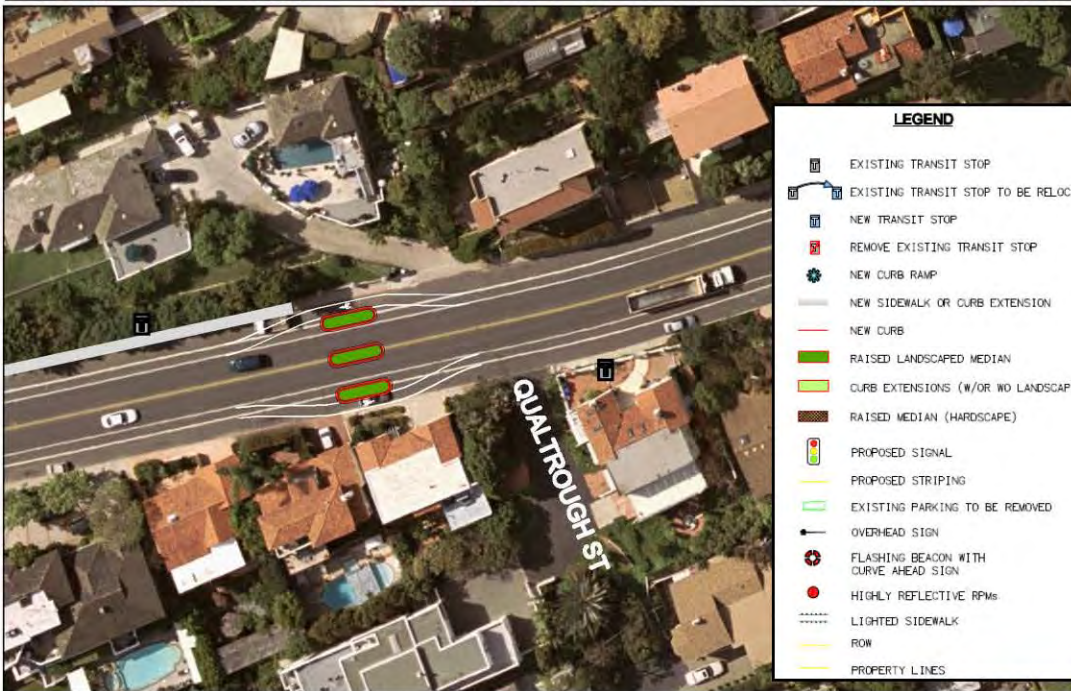 LEGEND
EXISTING TRANSIT STOP
EXISTING TRANSIT STOP TO BE RELOC
NEW TRANSIT STOP
REMOVE EXISTING TRANSIT STOP
NEW CURB RAMP
NEW SIDEWALK OR CURB EXTENSION
NEW CURB
RAISED LANDSCAPED MEDIAN
CURB EXTENSIONS (W/OR WO LANDSCAP
RAISED MEDIAN (HARDSCAPE)
PROPOSED SIGNAL
PROPOSED STRIPING
EXISTING PARKING TO BE REMOVED
OVERHEAD SIGN
FLASHING BEACON WITH
CURVE AHEAD SIGN
HIGHLY REFLECTIVE RPMs
LIGHTED SIDEWALK
ROW
PROPERTY LINES
QUALTROUGH ST